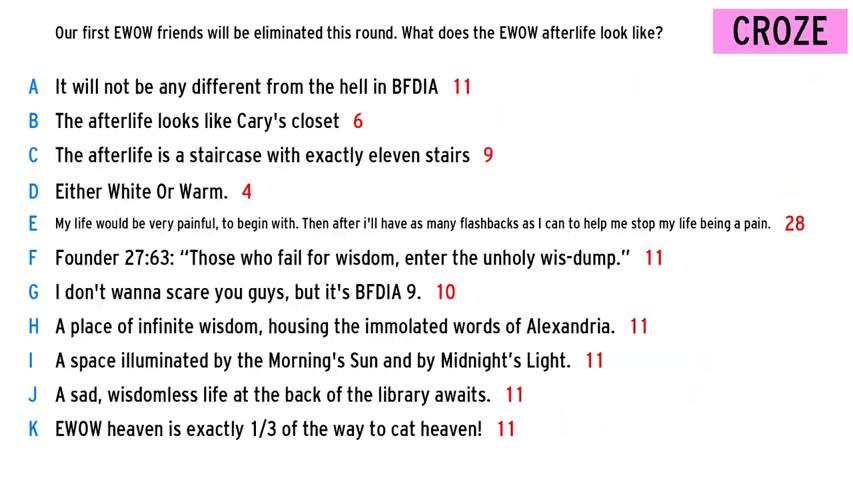 Our first EWOW friends will be eliminated this round. What does the EWOW afterlife look like?
CROZE
A It will not be any different from the hell in BFDIA 11
B The afterlife looks like Cary's closet 6
C The afterlife is a staircase with exactly eleven stairs 9
D Either White Or Warm. 4
E My life would be very painful, to begin with. Then after i'll have as many flashbacks as I can to help me stop my life being a pain. 28
F Founder 27:63: “Those who fail for wisdom, enter the unholy wis-dump.” 11
G I don't wanna scare you guys, but it's BFDIA 9. 10
H A place of infinite wisdom, housing the immolated words of Alexandria. 11
I A space illuminated by the Morning's Sun and by Midnight’s Light. 11
J A sad, wisdomless life at the back of the library awaits. 11
K EWOW heaven is exactly 1/3 of the way to cat heaven! 11